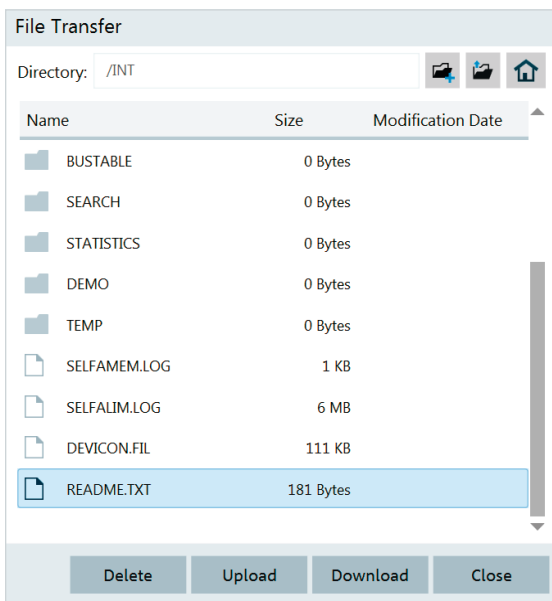 File Transfer
Directory: /INT
Name Size Modification Date
BUSTABLE 0 Bytes
SEARCH 0 Bytes
STATISTICS 0 Bytes
DEMO 0 Bytes
TEMP 0 Bytes
SELFAMEM.LOG 1 KB
SELFALIM.LOG 6 MB
DEVICON.FIL 111 KB
README.TXT 181 Bytes
Delete Upload Download Close